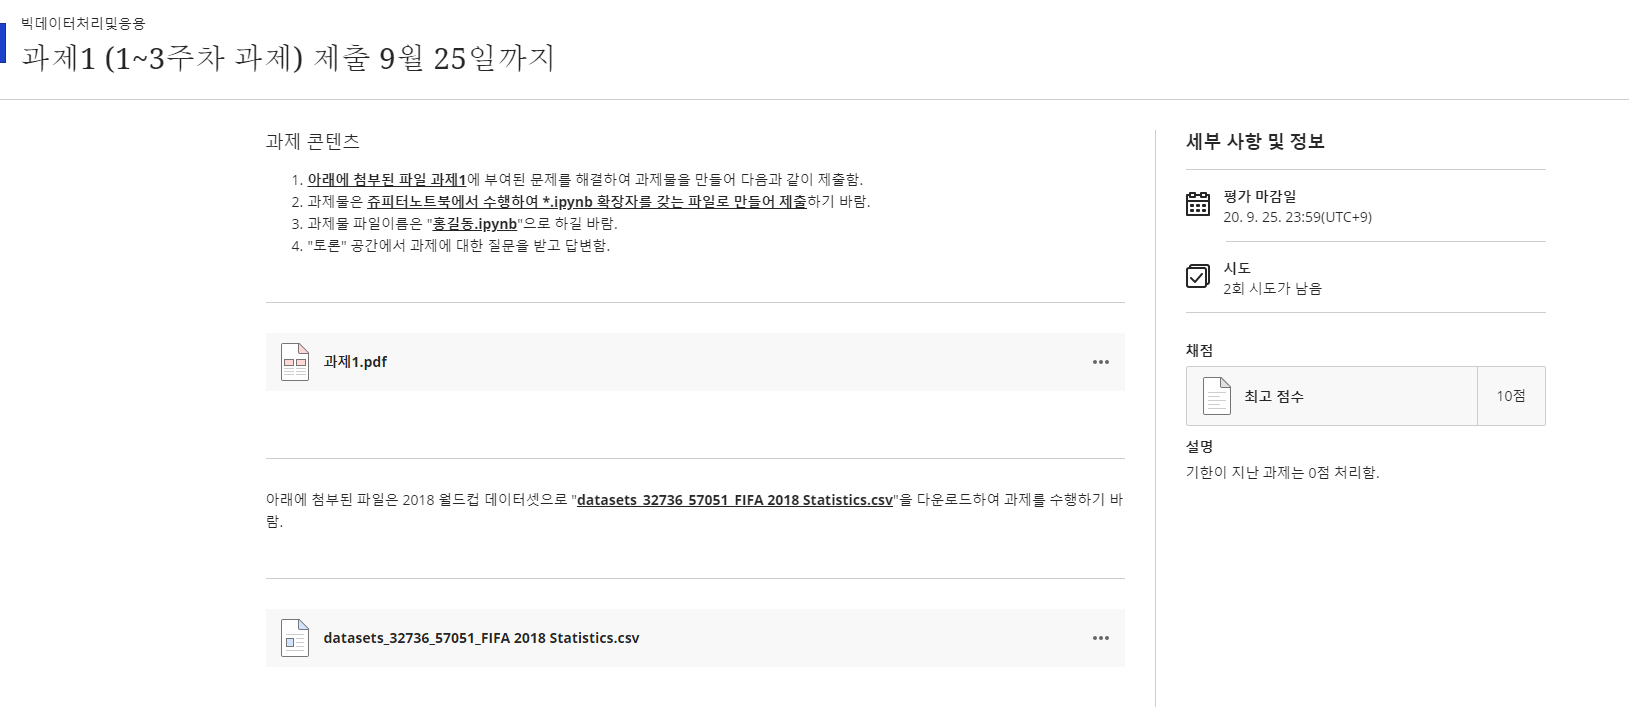 빅데이터처리및응용
과제1 (1~3주차 과제) 제출 9월 25일까지
과제 콘텐츠
1. 아래에 첨부된 파일 과제1에 부여된 문제를 해결하여 과제물을 만들어 다음과 같이 제출함.
2. 과제물은 쥬피터노트북에서 수행하여 *.ipynb 확장자를 갖는 파일로 만들어 제출하기 바람.
3. 과제물 파일이름은 "홍길동.ipynb"으로 하길 바람.
4. "토론" 공간에서 과제에 대한 질문을 받고 답변함.
과제1.pdf
아래에 첨부된 파일은 2018 월드컵 데이터셋으로 "datasets_32736_57051_FIFA 2018 Statistics.csv"을 다운로드하여 과제를 수행하기 바
람.
datasets_32736_57051_FIFA 2018 Statistics.csv
세부 사항 및 정보
평가 마감일
20. 9. 25. 23:59(UTC+9)
시도
2회 시도가 남음
채점
최고 점수
10점
설명
기한이 지난 과제는 0점 처리함.